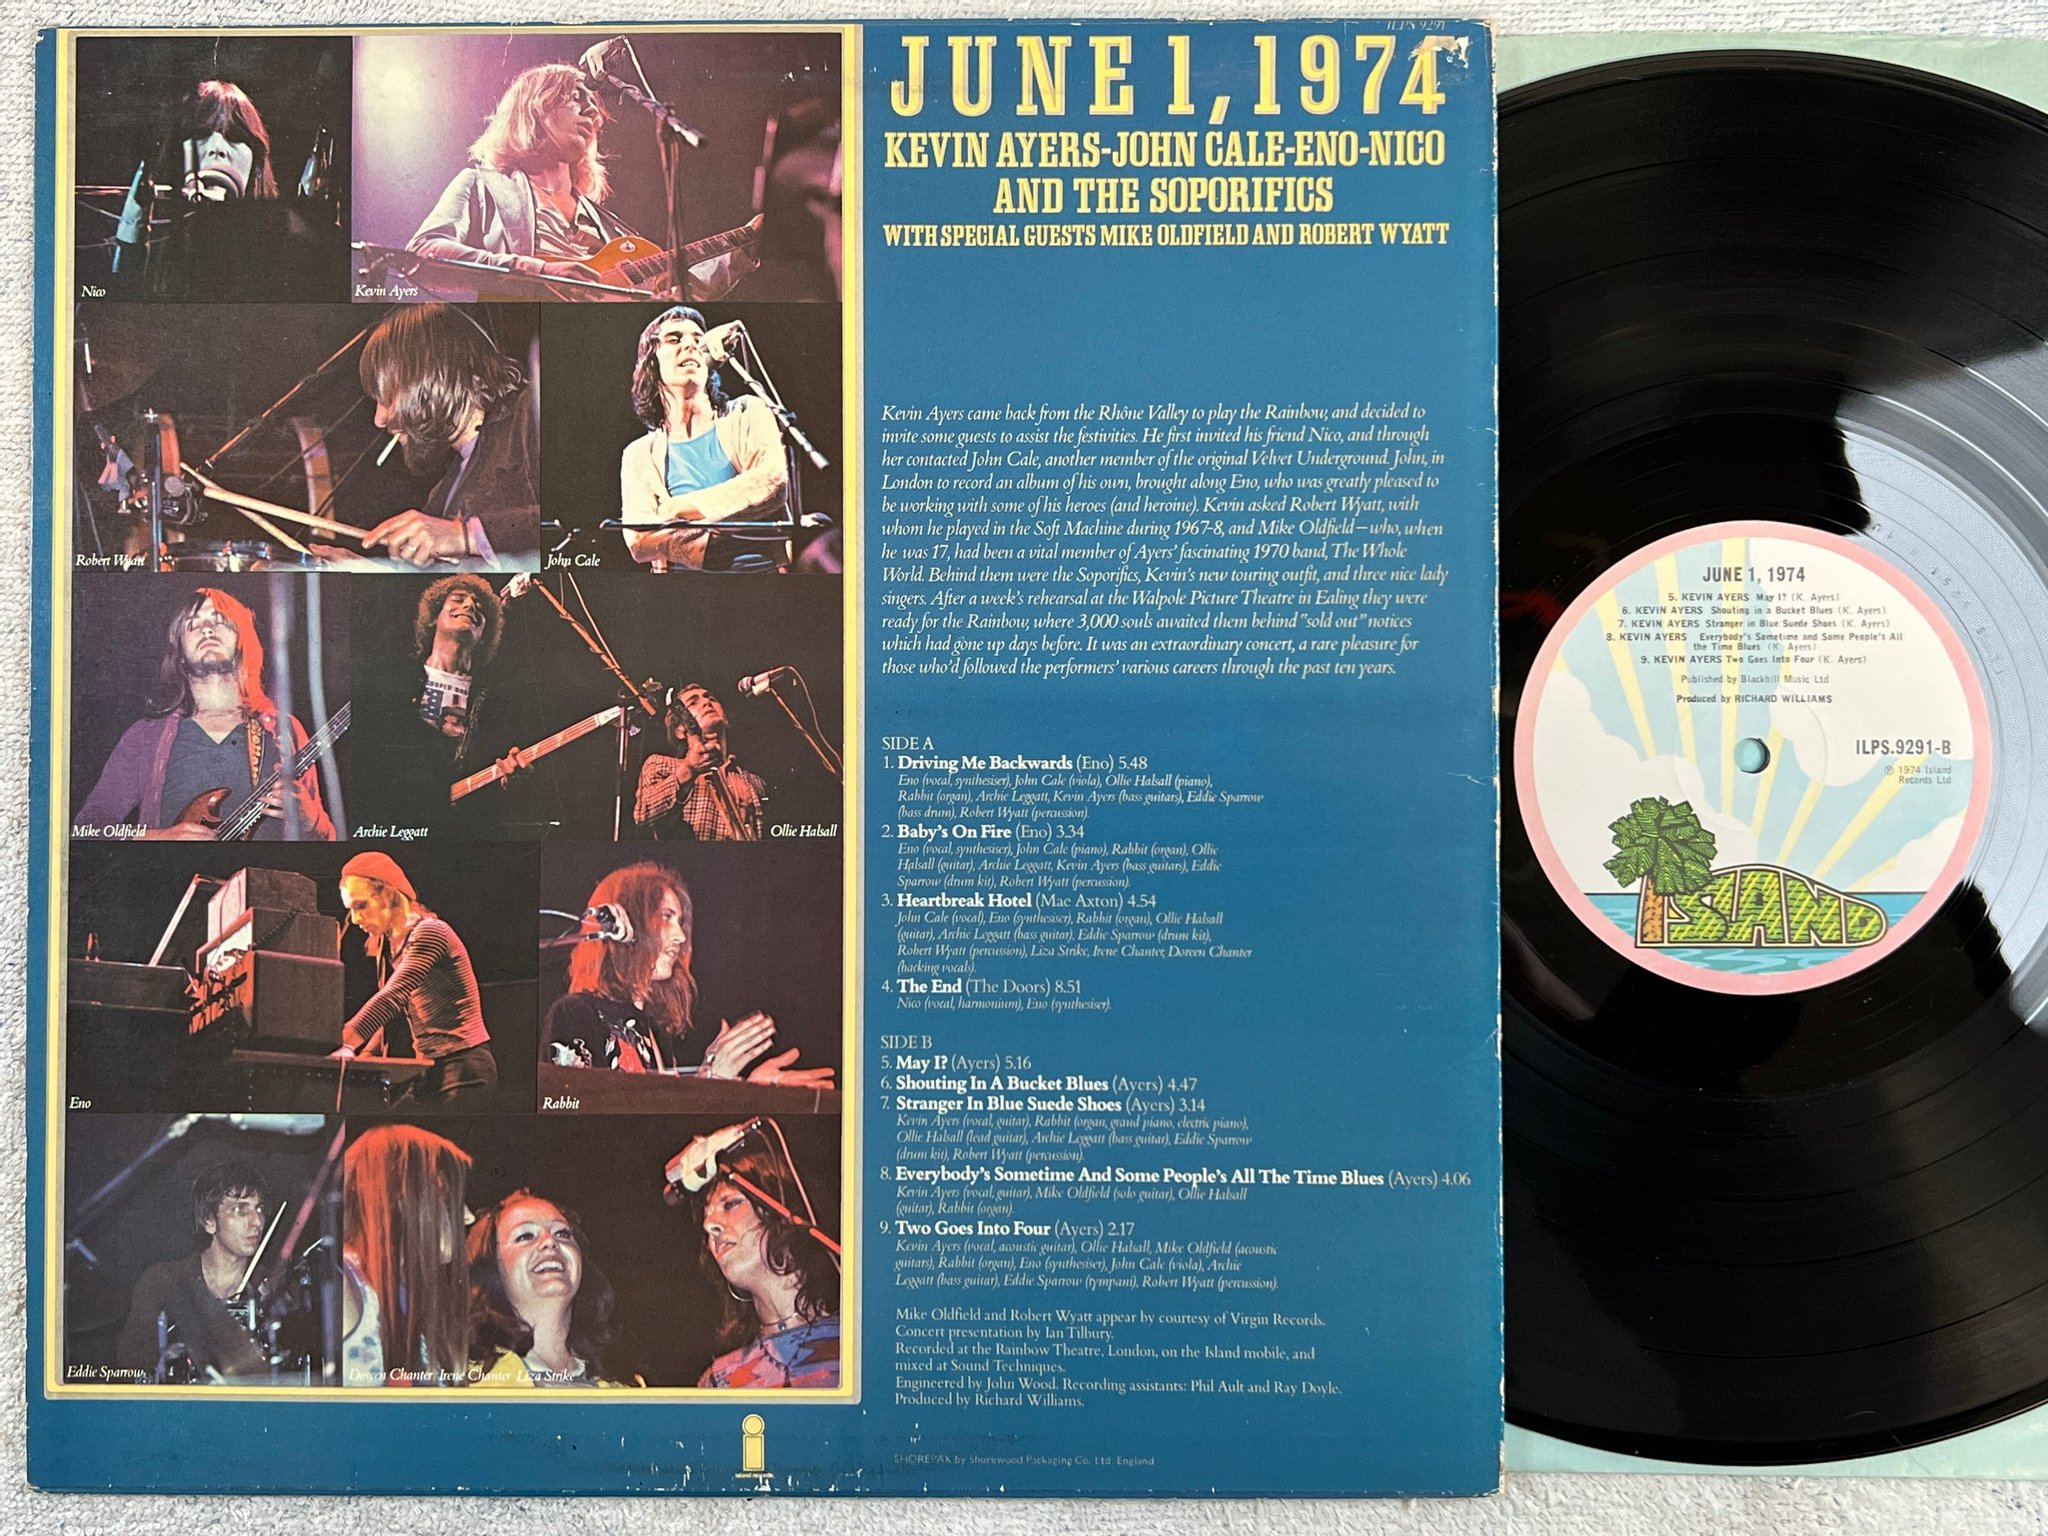 ILPS 9291
JUNE 1, 1974
KEVIN AYERS-JOHN CALE-ENO-NICO
AND THE SOPORIFICS
WITH SPECIAL GUESTS MIKE OLDFIELD AND ROBERT WYATT
Nico
Kevin Ayers
Robert Wyatt
John Cale
Mike Oldfield
Archie Leggatt
Ollie Halsall
Eno
Rabbit
Eddie Sparrow
Doreen Chanter Irene Chanter Liza Strike
island records
Kevin Ayers came back from the Rhône Valley to play the Rainbow, and decided to
invite some guests to assist the festivities. He first invited his friend Nico, and through
her contacted John Cale, another member of the original Velvet Underground. John, in
London to record an album of his own, brought along Eno, who was greatly pleased to
be working with some of his heroes (and heroine). Kevin asked Robert Wyatt, with
whom he played in the Soft Machine during 1967-8, and Mike Oldfield—who, when
he was 17, had been a vital member of Ayers' fascinating 1970 band, The Whole
World. Behind them were the Soporifics, Kevin's new touring outfit, and three nice lady
singers. After a week's rehearsal at the Walpole Picture Theatre in Ealing they were
ready for the Rainbow, where 3,000 souls awaited them behind "sold out" notices
which had gone up days before. It was an extraordinary concert, a rare pleasure for
those who'd followed the performers' various careers through the past ten years.
SIDE A
1. Driving Me Backwards (Eno) 5.48
Eno (vocal, synthesiser), John Cale (viola), Ollie Halsall (piano),
Rabbit (organ), Archie Leggatt, Kevin Ayers (bass guitars), Eddie Sparrow
(bass drum), Robert Wyatt (percussion).
2. Baby's On Fire (Eno) 3.34
Eno (vocal, synthesiser), John Cale (piano), Rabbit (organ), Ollie
Halsall (guitar), Archie Leggatt, Kevin Ayers (bass guitars), Eddie
Sparrow (drum kit), Robert Wyatt (percussion).
3. Heartbreak Hotel (Mae Axton) 4.54
John Cale (vocal), Eno (synthesiser), Rabbit (organ), Ollie Halsall
(guitar), Archie Leggatt (bass guitar), Eddie Sparrow (drum kit),
Robert Wyatt (percussion), Liza Strike, Irene Chanter, Doreen Chanter
(backing vocals).
4. The End (The Doors) 8.51
Nico (vocal, harmonium), Eno (synthesiser).
SIDE B
5. May I? (Ayers) 5.16
6. Shouting In A Bucket Blues (Ayers) 4.47
7. Stranger In Blue Suede Shoes (Ayers) 3.14
Kevin Ayers (vocal, guitar), Rabbit (organ, grand piano, electric piano),
Ollie Halsall (lead guitar), Archie Leggatt (bass guitar), Eddie Sparrow
(drum kit), Robert Wyatt (percussion).
8. Everybody's Sometime And Some People's All The Time Blues (Ayers) 4.06
Kevin Ayers (vocal, guitar), Mike Oldfield (solo guitar), Ollie Halsall
(guitar), Rabbit (organ).
9. Two Goes Into Four (Ayers) 2.17
Kevin Ayers (vocal, acoustic guitar), Ollie Halsall, Mike Oldfield (acoustic
guitars), Rabbit (organ), Eno (synthesiser), John Cale (viola), Archie
Leggatt (bass guitar), Eddie Sparrow (tympani), Robert Wyatt (percussion).
Mike Oldfield and Robert Wyatt appear by courtesy of Virgin Records.
Concert presentation by Ian Tilbury.
Recorded at the Rainbow Theatre, London, on the Island mobile, and
mixed at Sound Techniques.
Engineered by John Wood. Recording assistants: Phil Ault and Ray Doyle.
Produced by Richard Williams.
SHOREPAK by Shorewood Packaging Co. Ltd. England
JUNE 1, 1974
5. KEVIN AYERS May I? (K. Ayers)
6. KEVIN AYERS Shouting in a Bucket Blues (K. Ayers)
7. KEVIN AYERS Stranger in Blue Suede Shoes (K. Ayers)
8. KEVIN AYERS Everybody's Sometime and Some People's All
the Time Blues (K. Ayers)
9. KEVIN AYERS Two Goes Into Four (K. Ayers)
Published by Blackhill Music Ltd
Produced by RICHARD WILLIAMS
ILPS.9291-B
℗ 1974 Island
Records Ltd
ISLAND